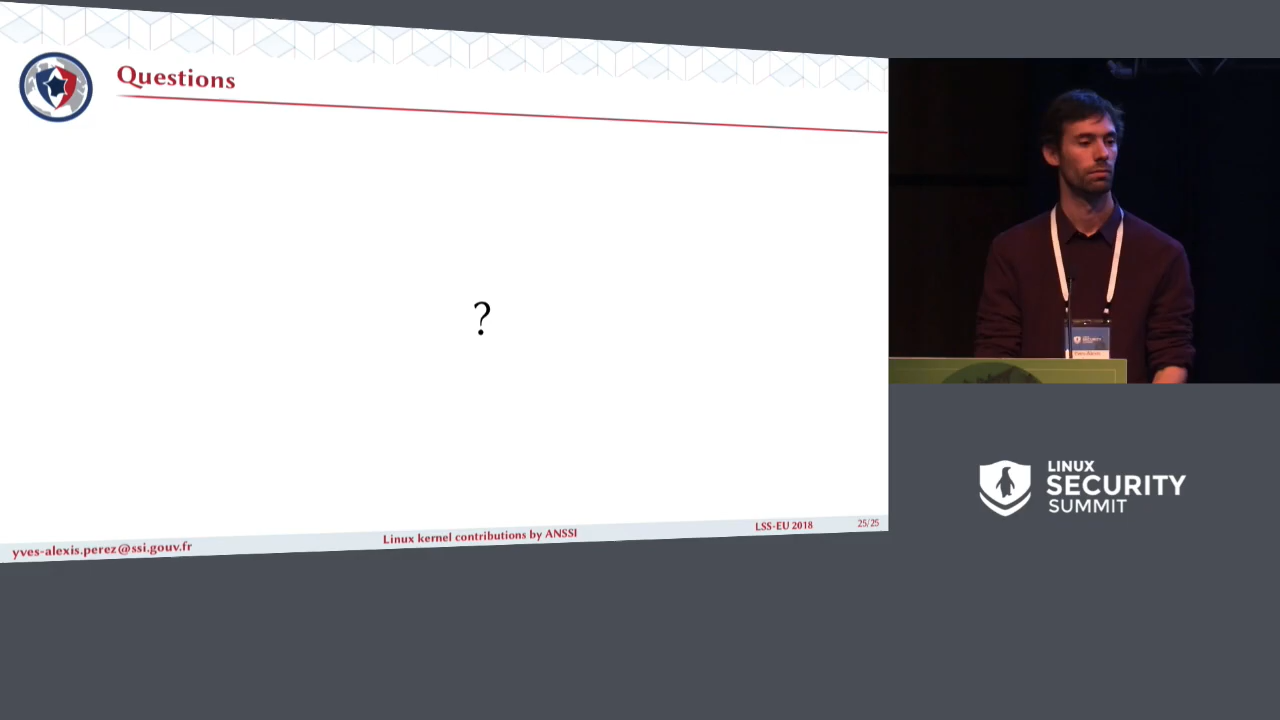 Questions
?
yves-alexis.perez@ssi.gouv.fr
Linux kernel contributions by ANSSI
LSS-EU 2018
25/25
LINUX
SECURITY
SUMMIT